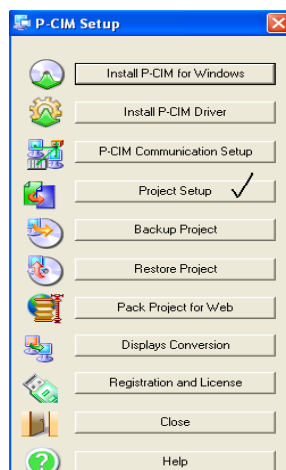 P-CIM Setup
Install P-CIM for Windows
Install P-CIM Driver
P-CIM Communication Setup
Project Setup
Backup Project
Restore Project
Pack Project for Web
Displays Conversion
Registration and License
Close
Help